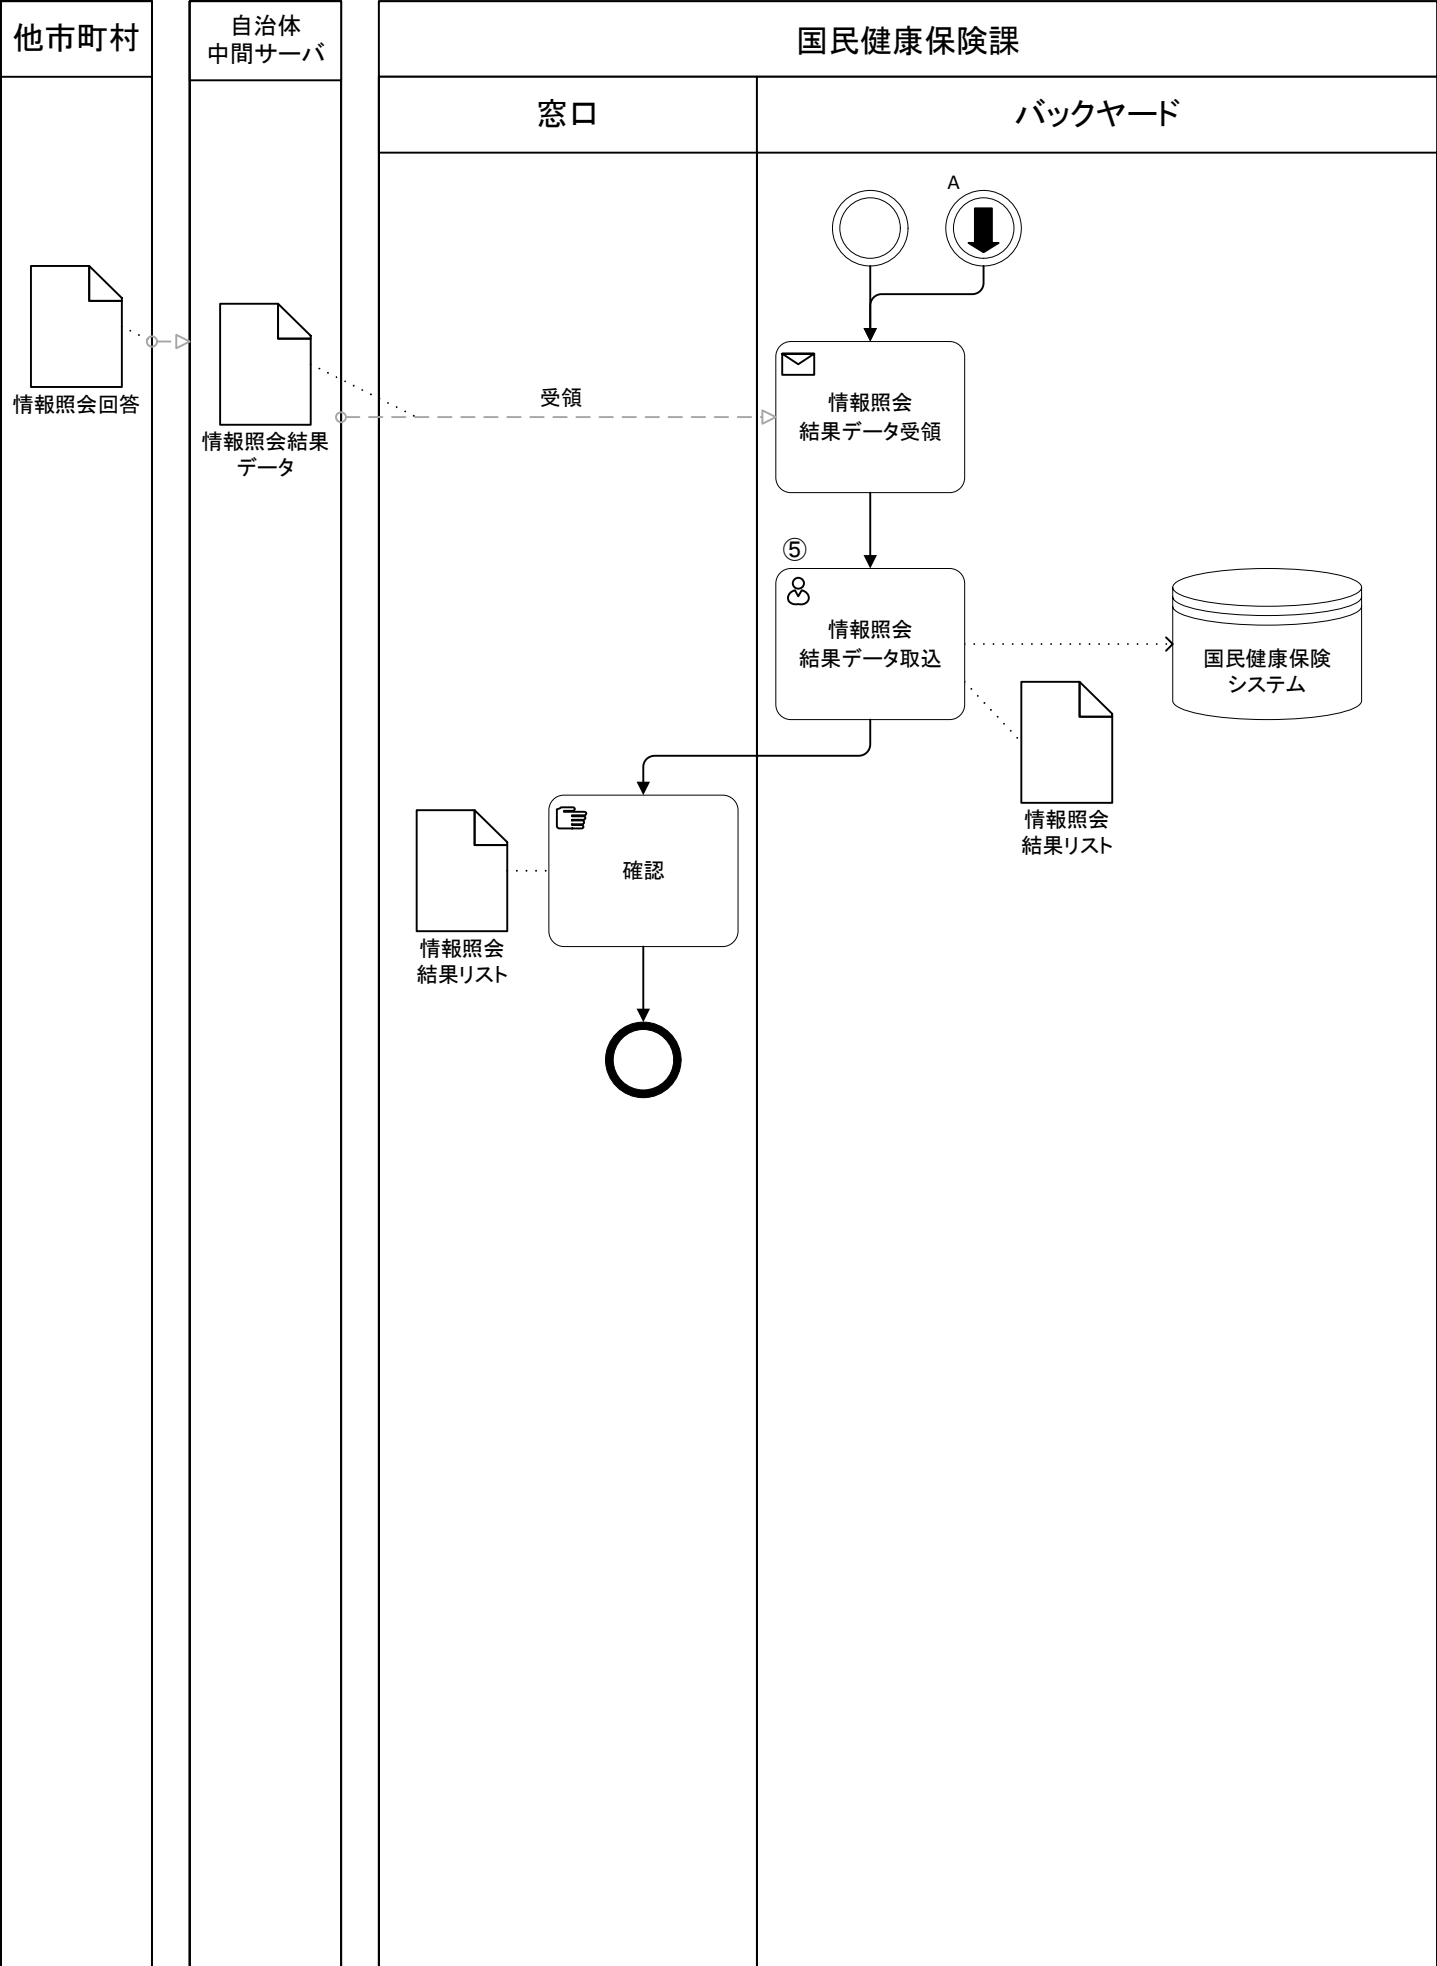 他市町村
自治体
中間サーバ
国民健康保険課
窓口
バックヤード
A
情報照会回答
情報照会結果
データ
受領
情報照会
結果データ受領
⑤
情報照会
結果データ取込
国民健康保険
システム
情報照会
結果リスト
確認
情報照会
結果リスト